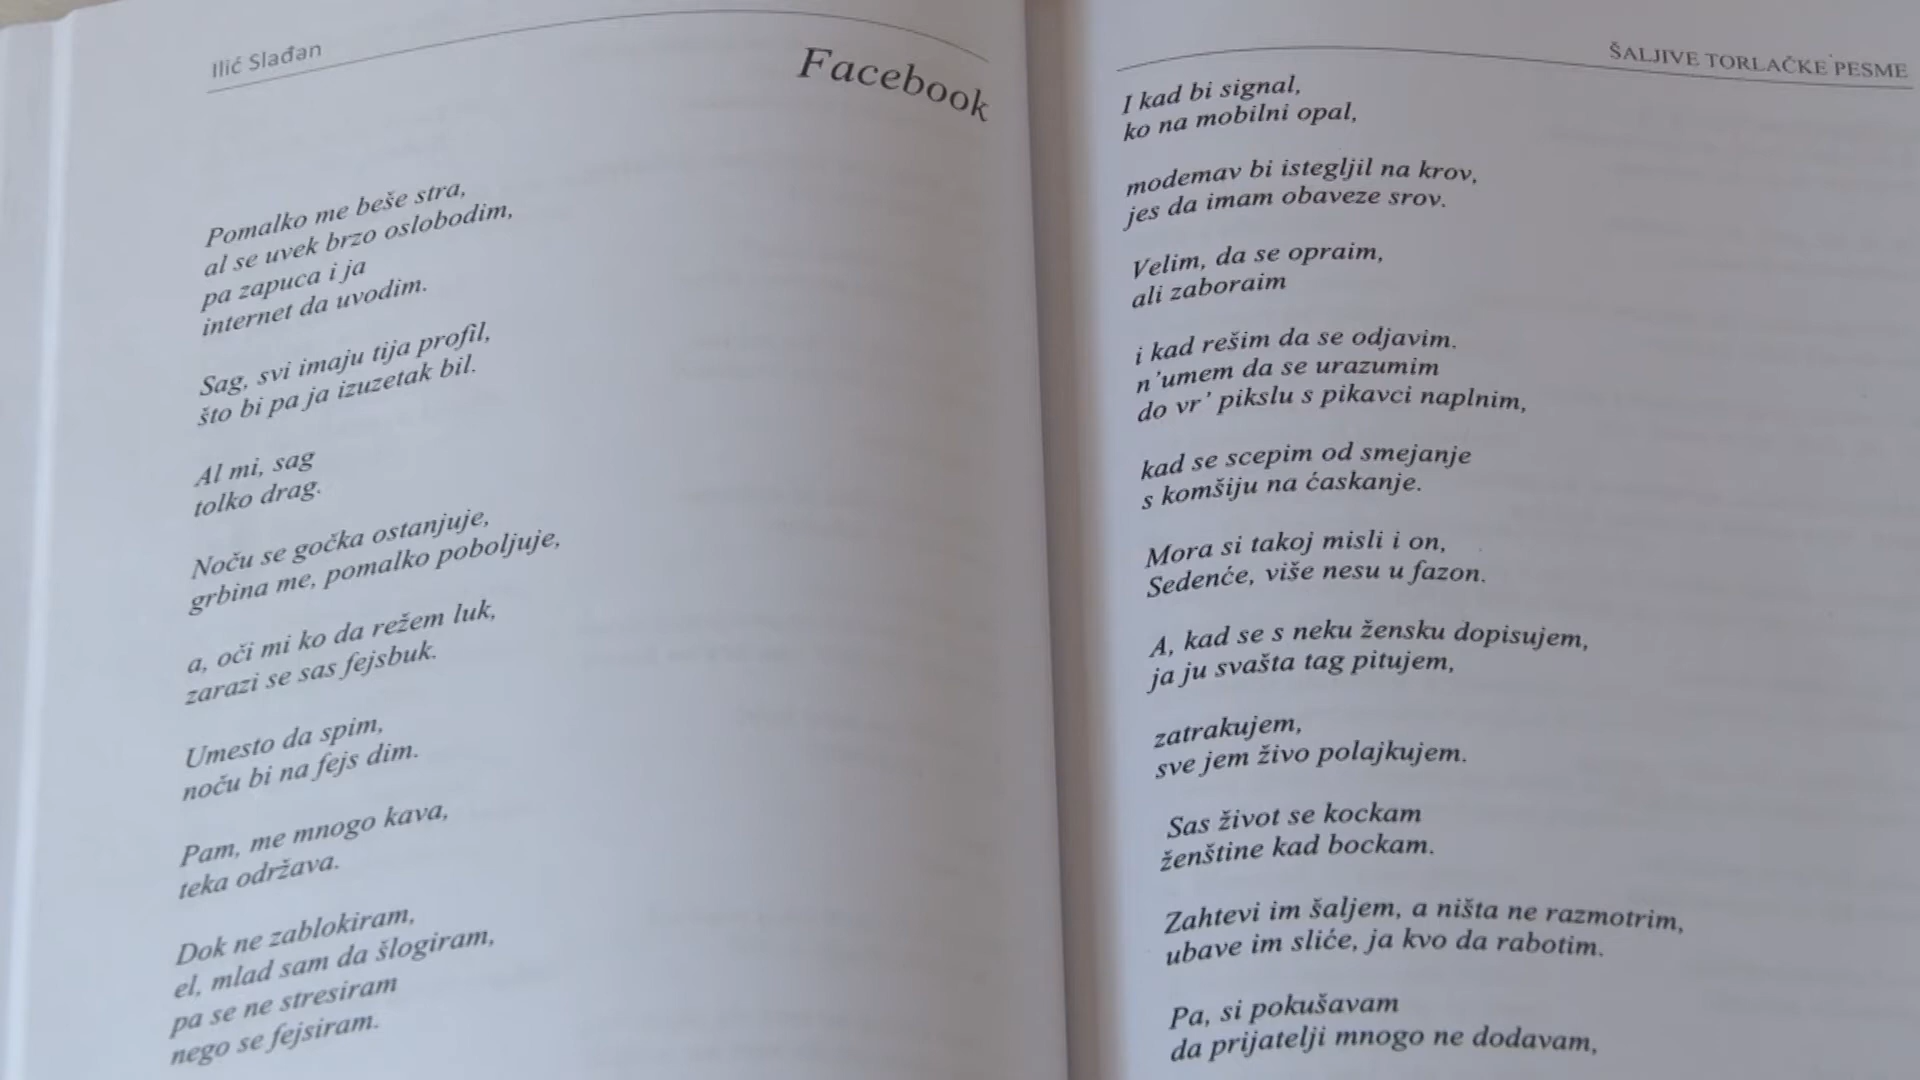 Ilić Slađan
Facebook
Pomalko me beše stra,
al se uvek brzo oslobodim,
pa zapuca i ja
internet da uvodim.
Sag, svi imaju tija profil,
što bi pa ja izuzetak bil.
Al mi, sag
tolko drag.
Noču se gočka ostanjuje,
grbina me, pomalko poboljuje,
a, oči mi ko da režem luk,
zarazi se sas fejsbuk.
Umesto da spim,
noču bi na fejs dim.
Pam, me mnogo kava,
teka održava.
Dok ne zablokiram,
el, mlad sam da šlogiram,
pa se ne stresiram
nego se fejsiram.
ŠALJIVE TORLAČKE PESME
I kad bi signal,
ko na mobilni opal,
modemav bi istegljil na krov,
jes da imam obaveze srov.
Velim, da se opraim,
ali zaboraim
i kad rešim da se odjavim.
n'umem da se urazumim
do vr' pikslu s pikavci naplnim,
kad se scepim od smejanje
s komšiju na ćaskanje.
Mora si takoj misli i on,
Sedenće, više nesu u fazon.
A, kad se s neku žensku dopisujem,
ja ju svašta tag pitujem,
zatrakujem,
sve jem živo polajkujem.
Sas život se kockam
ženštine kad bockam.
Zahtevi im šaljem, a ništa ne razmotrim,
ubave im sliće, ja kvo da rabotim.
Pa, si pokušavam
da prijatelji mnogo ne dodavam,